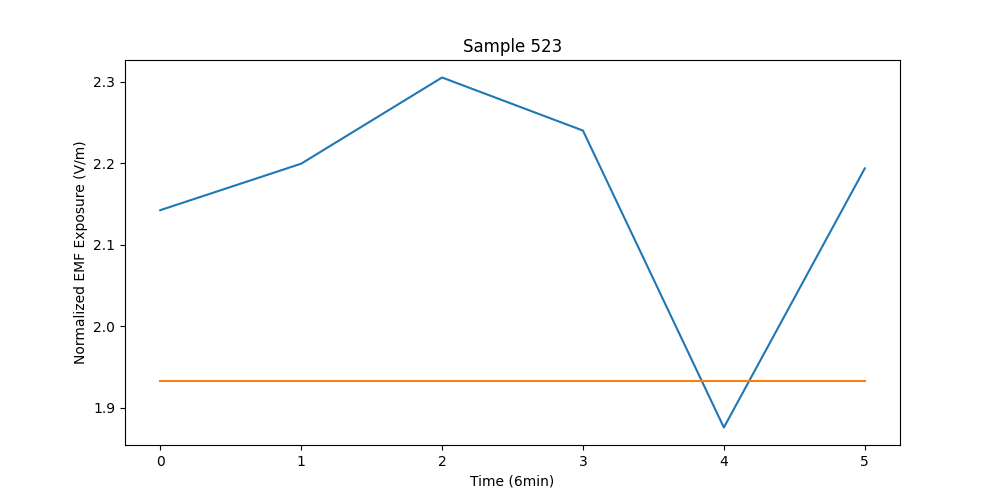 Sample 523
Normalized EMF Exposure (V/m)
2.3
2.2
2.1
2.0
1.9
0 1 2 3 4 5
Time (6min)